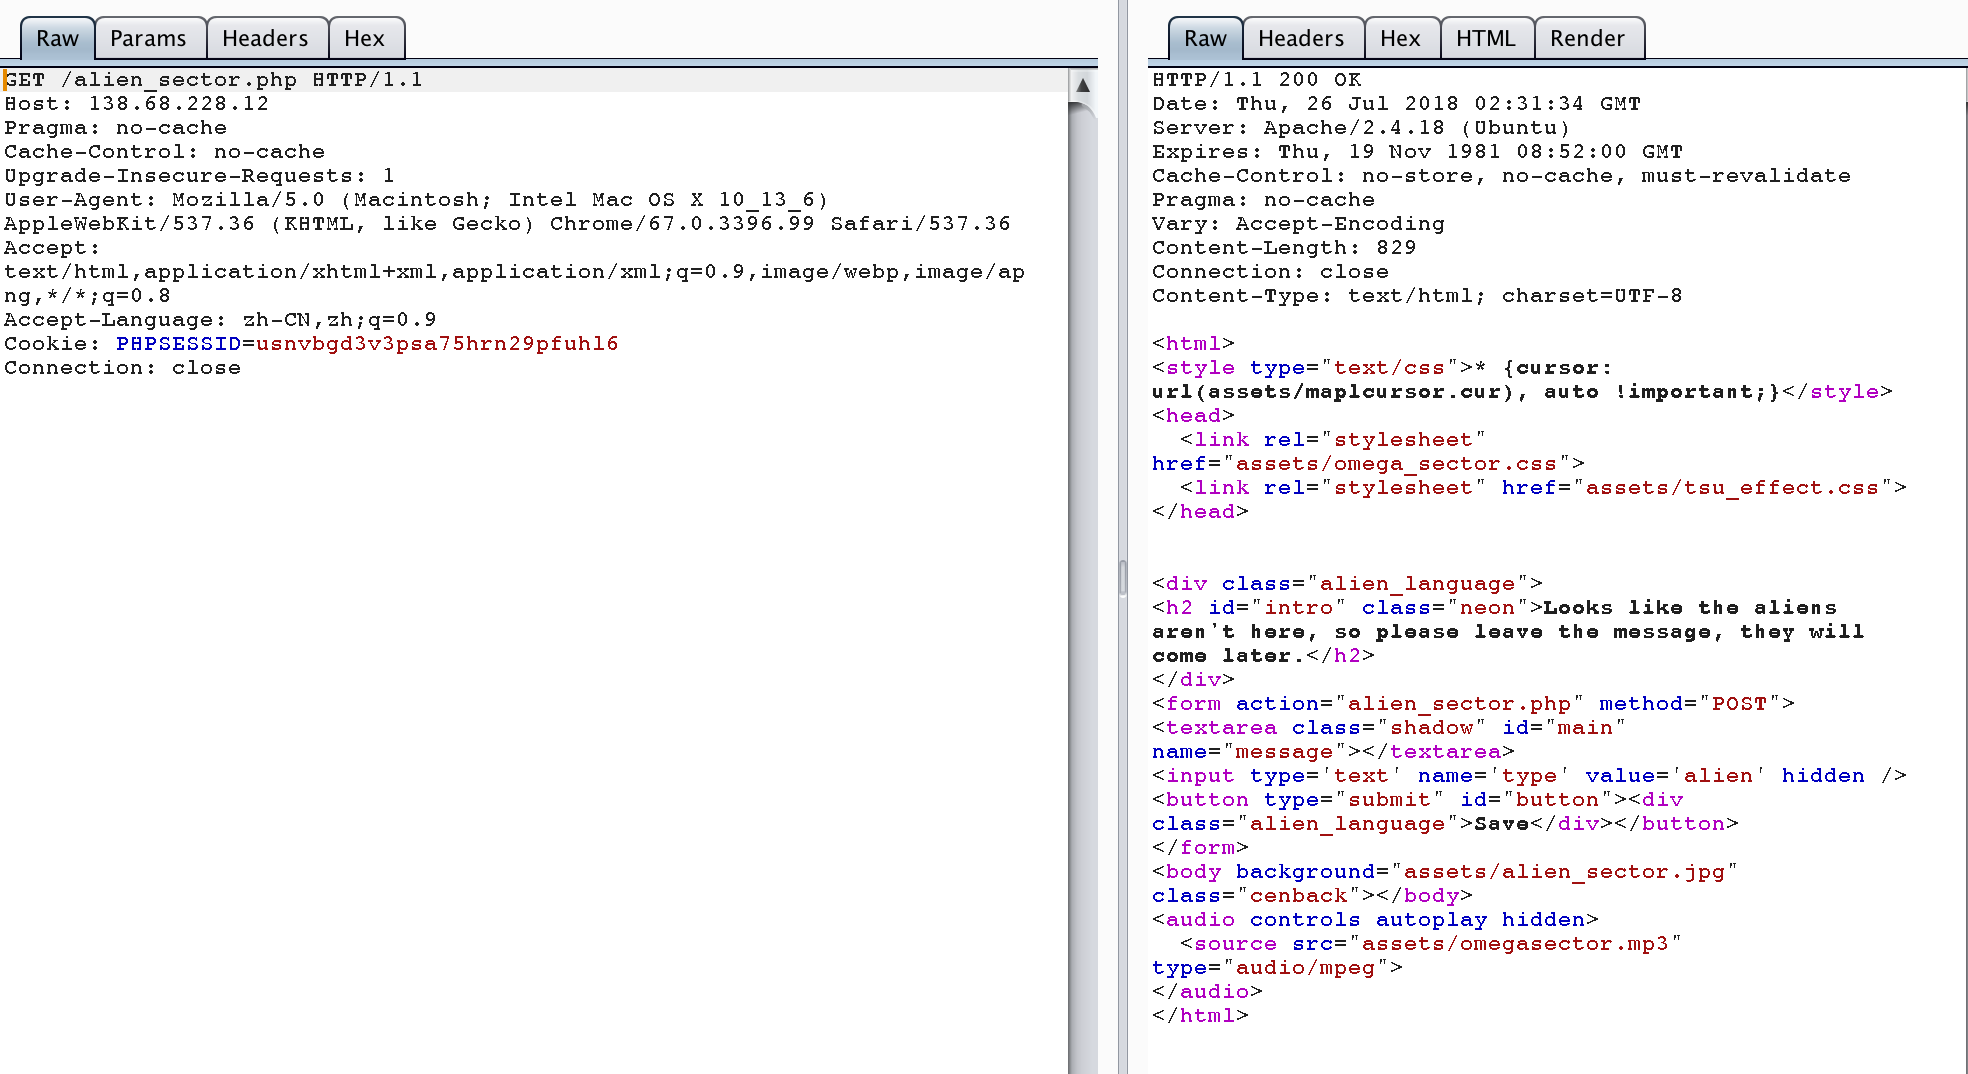 Raw Params Headers Hex
GET /alien_sector.php HTTP/1.1
Host: 138.68.228.12
Pragma: no-cache
Cache-Control: no-cache
Upgrade-Insecure-Requests: 1
User-Agent: Mozilla/5.0 (Macintosh; Intel Mac OS X 10_13_6)
AppleWebKit/537.36 (KHTML, like Gecko) Chrome/67.0.3396.99 Safari/537.36
Accept:
text/html,application/xhtml+xml,application/xml;q=0.9,image/webp,image/ap
ng,*/*;q=0.8
Accept-Language: zh-CN,zh;q=0.9
Cookie: PHPSESSID=usnvbgd3v3psa75hrn29pfuhl6
Connection: close
Raw Headers Hex HTML Render
HTTP/1.1 200 OK
Date: Thu, 26 Jul 2018 02:31:34 GMT
Server: Apache/2.4.18 (Ubuntu)
Expires: Thu, 19 Nov 1981 08:52:00 GMT
Cache-Control: no-store, no-cache, must-revalidate
Pragma: no-cache
Vary: Accept-Encoding
Content-Length: 829
Connection: close
Content-Type: text/html; charset=UTF-8
<html>
<style type="text/css">* {cursor:
url(assets/maplcursor.cur), auto !important;}</style>
<head>
<link rel="stylesheet"
href="assets/omega_sector.css">
<link rel="stylesheet" href="assets/tsu_effect.css">
</head>
<div class="alien_language">
<h2 id="intro" class="neon">Looks like the aliens
aren't here, so please leave the message, they will
come later.</h2>
</div>
<form action="alien_sector.php" method="POST">
<textarea class="shadow" id="main"
name="message"></textarea>
<input type='text' name='type' value='alien' hidden />
<button type="submit" id="button"><div
class="alien_language">Save</div></button>
</form>
<body background="assets/alien_sector.jpg"
class="cenback"></body>
<audio controls autoplay hidden>
<source src="assets/omegasector.mp3"
type="audio/mpeg">
</audio>
</html>